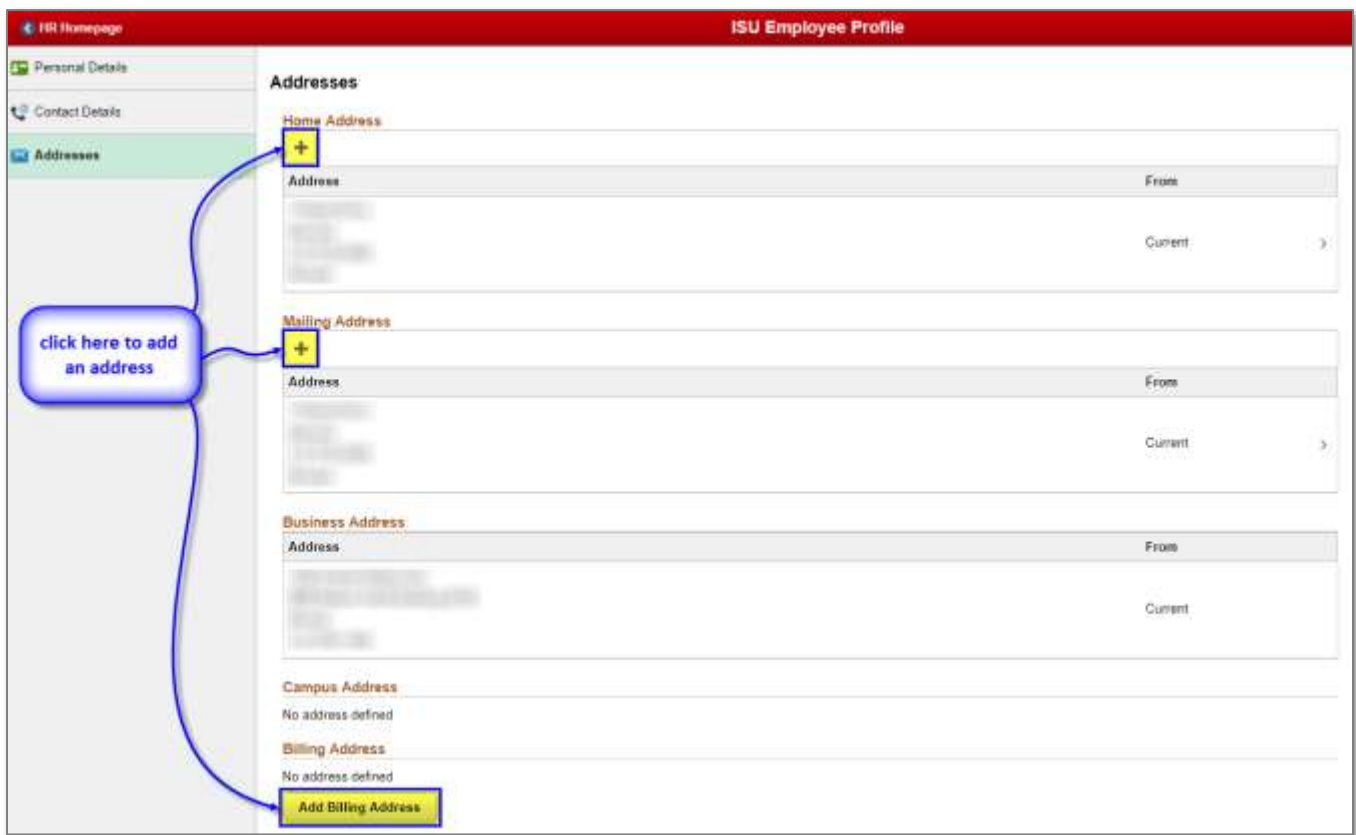 HR Homepage
ISU Employee Profile
Personal Details
Contact Details
Addresses
Addresses
Home Address
+
Address From
Current >
click here to add
an address
Mailing Address
+
Address From
Current >
Business Address
Address From
Current
Campus Address
No address defined
Billing Address
No address defined
Add Billing Address